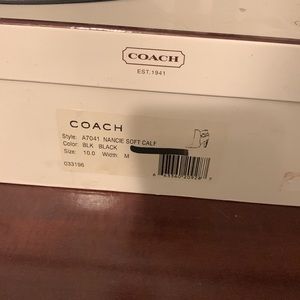 COACH
EST. 1941
COACH
Style: A7041 NANCIE SOFT CALF
Color: BLK BLACK
Size: 10.0 Width: M
033196